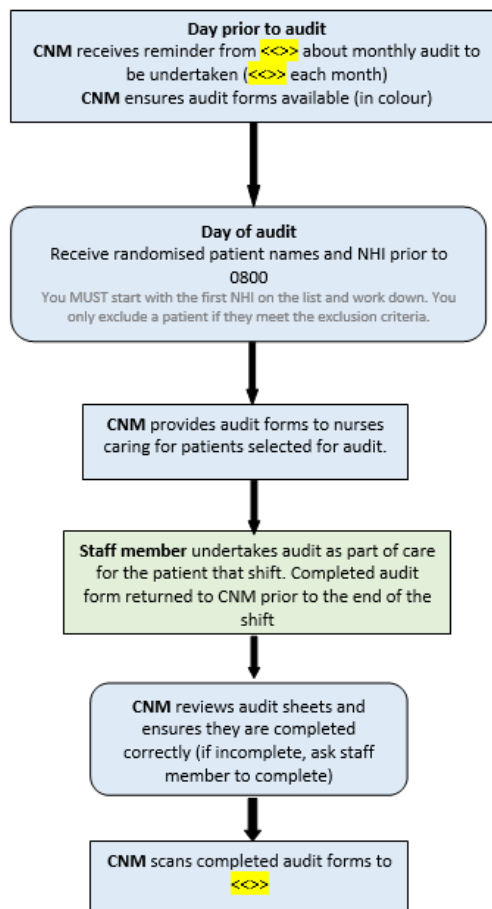 Day prior to audit
CNM receives reminder from <<>> about monthly audit to
be undertaken (<<>> each month)
CNM ensures audit forms available (in colour)
Day of audit
Receive randomised patient names and NHI prior to
0800
You MUST start with the first NHI on the list and work down. You
only exclude a patient if they meet the exclusion criteria.
CNM provides audit forms to nurses
caring for patients selected for audit.
Staff member undertakes audit as part of care
for the patient that shift. Completed audit
form returned to CNM prior to the end of the
shift
CNM reviews audit sheets and
ensures they are completed
correctly (if incomplete, ask staff
member to complete)
CNM scans completed audit forms to
<<>>